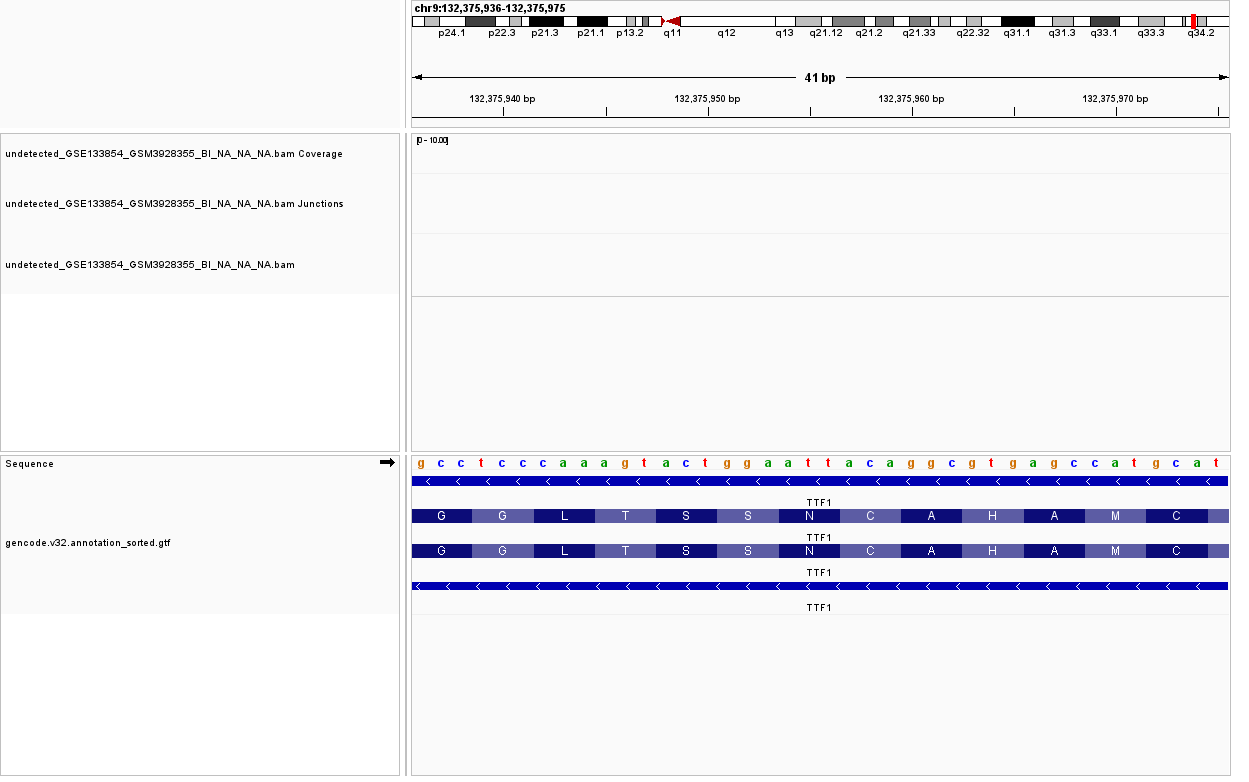 chr9:132,375,936-132,375,975
p24.1 p22.3 p21.3 p21.1 p13.2 q11 q12 q13 q21.12 q21.2 q21.33 q22.32 q31.1 q31.3 q33.1 q33.3 q34.2
41 bp
132,375,940 bp 132,375,950 bp 132,375,960 bp 132,375,970 bp
[0 - 10.00]
undetected_GSE133854_GSM3928355_BI_NA_NA_NA.bam Coverage
undetected_GSE133854_GSM3928355_BI_NA_NA_NA.bam Junctions
undetected_GSE133854_GSM3928355_BI_NA_NA_NA.bam
Sequence
g c c t c c c a a a g t a c t g g a a t t a c a g g c g t g a g c c a t g c a t
TTF1
G G L T S S N C A H A M C
TTF1
gencode.v32.annotation_sorted.gtf
G G L T S S N C A H A M C
TTF1
TTF1